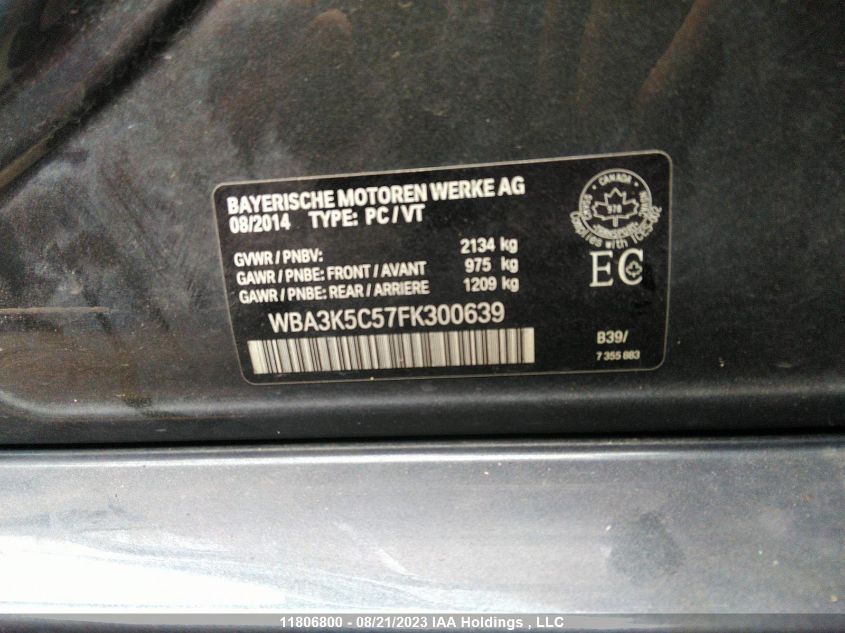 BAYERISCHE MOTOREN WERKE AG
08/2014 TYPE: PC/VT
GVWR / PNBV: 2134 kg
GAWR / PNBE: FRONT / AVANT 975 kg
GAWR / PNBE: REAR / ARRIERE 1209 kg
WBA3K5C57FK300639
CANADA
978
TRANSPORT
EC
B39/
7 355 883
11806800 - 08/21/2023 IAA Holdings , LLC